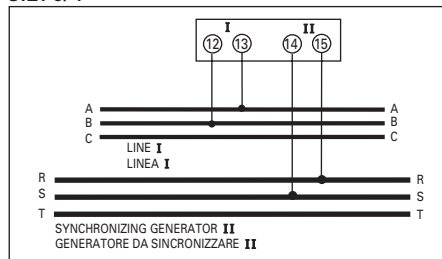 I II
12 13 14 15
A A
B B
C C
LINE I
LINEA I
R R
S S
T T
SYNCHRONIZING GENERATOR II
GENERATORE DA SINCRONIZZARE II